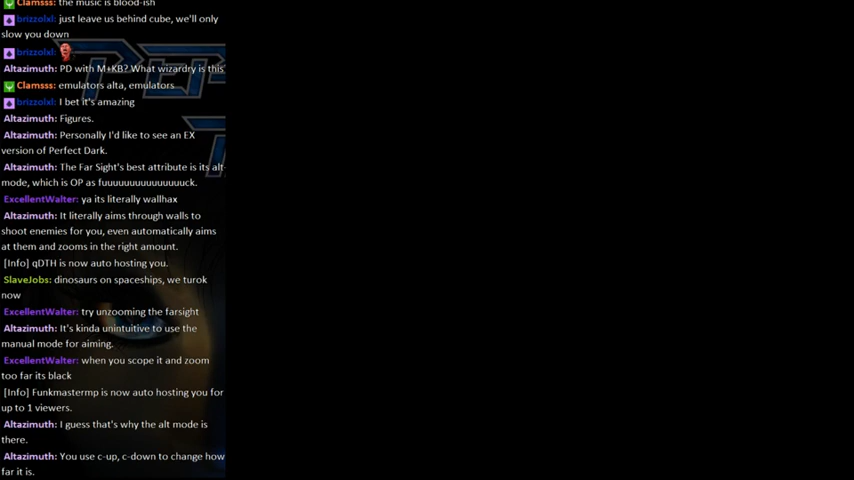 Clamsss: the music is blood-ish
brizzolxl: just leave us behind cube, we'll only
slow you down
brizzolxl:
Altazimuth: PD with M+KB? What wizardry is this
Clamsss: emulators alta, emulators
brizzolxl: I bet it's amazing
Altazimuth: Figures.
Altazimuth: Personally I'd like to see an EX
version of Perfect Dark.
Altazimuth: The Far Sight's best attribute is its alt-
mode, which is OP as fuuuuuuuuuuuuuuuck.
ExcellentWalter: ya its literally wallhax
Altazimuth: It literally aims through walls to
shoot enemies for you, even automatically aims
at them and zooms in the right amount.
[Info] qDTH is now auto hosting you.
SlaveJobs: dinosaurs on spaceships, we turok
now
ExcellentWalter: try unzooming the farsight
Altazimuth: It's kinda unintuitive to use the
manual mode for aiming.
ExcellentWalter: when you scope it and zoom
too far its black
[Info] Funkmastermp is now auto hosting you for
up to 1 viewers.
Altazimuth: I guess that's why the alt mode is
there.
Altazimuth: You use c-up, c-down to change how
far it is.